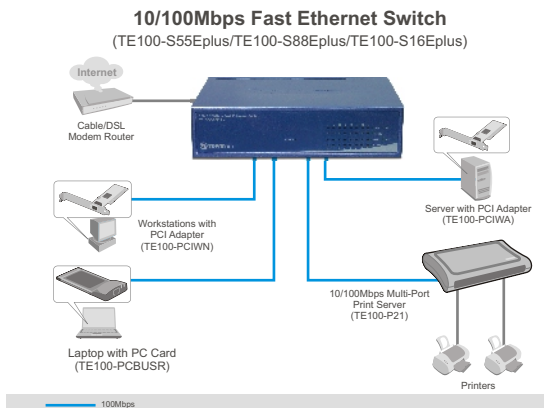 10/100Mbps Fast Ethernet Switch
(TE100-S55Eplus/TE100-S88Eplus/TE100-S16Eplus)
Internet
Cable/DSL
Modem Router
Server with PCI Adapter
(TE100-PCIWA)
Workstations with
PCI Adapter
(TE100-PCIWN)
10/100Mbps Multi-Port
Print Server
(TE100-P21)
Laptop with PC Card
(TE100-PCBUSR)
Printers
100Mbps